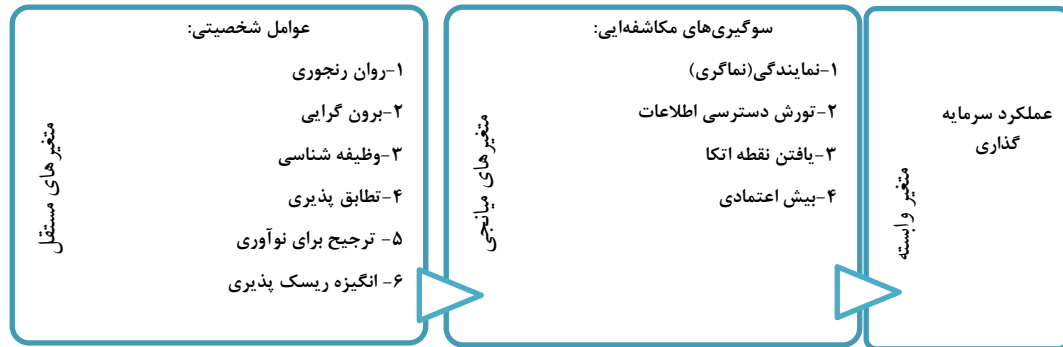 عوامل شخصیتی:
۱-روان رنجوری
۲-برون گرایی
۳-وظیفه شناسی
۴-تطابق پذیری
۵- ترجیح برای نوآوری
۶- انگیزه ریسک پذیری
متغیرهای مستقل
سوگیری‌های مکاشفه‌ایی:
۱-نمایندگی(نماگری)
۲-تورش دسترسی اطلاعات
۳-یافتن نقطه اتکا
۴-بیش اعتمادی
متغیرهای میانجی
عملکرد سرمایه
گذاری
متغیر وابسته